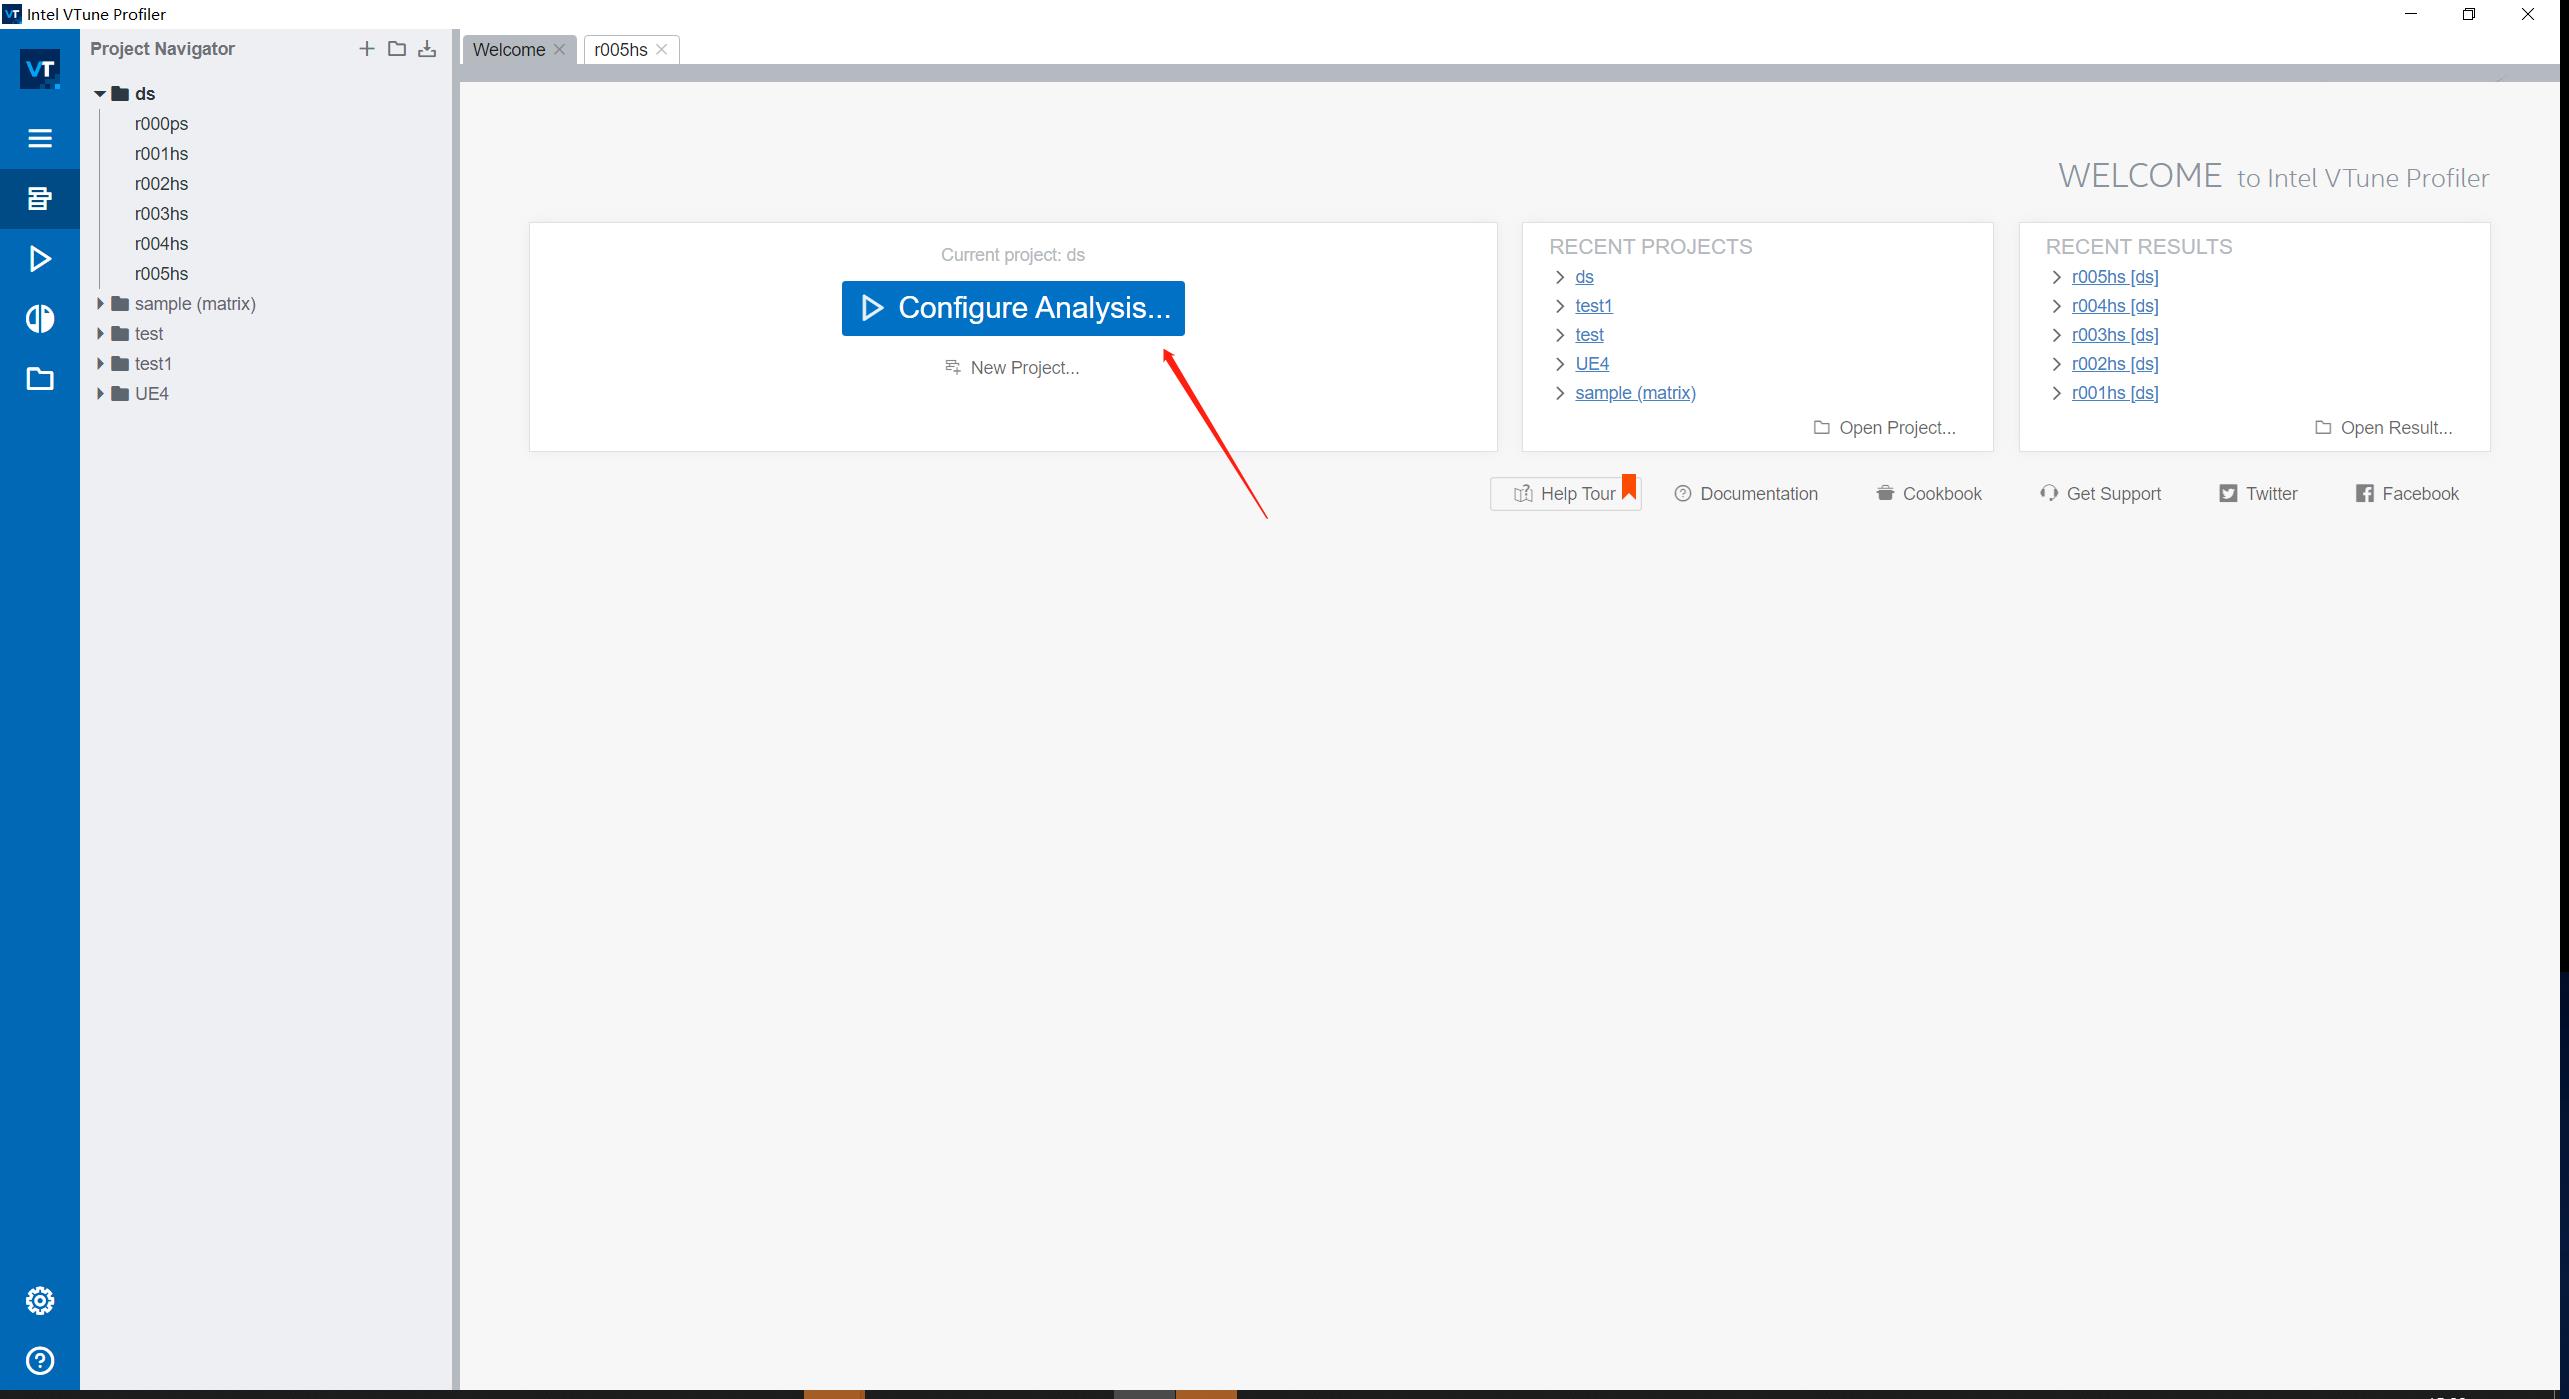 VT Intel VTune Profiler
Project Navigator
VT
ds
r000ps
r001hs
r002hs
r003hs
r004hs
r005hs
sample (matrix)
test
test1
UE4
Welcome
r005hs
WELCOME to Intel VTune Profiler
Current project: ds
Configure Analysis...
New Project...
RECENT PROJECTS
ds
test1
test
UE4
sample (matrix)
Open Project...
RECENT RESULTS
r005hs [ds]
r004hs [ds]
r003hs [ds]
r002hs [ds]
r001hs [ds]
Open Result...
Help Tour
Documentation
Cookbook
Get Support
Twitter
Facebook